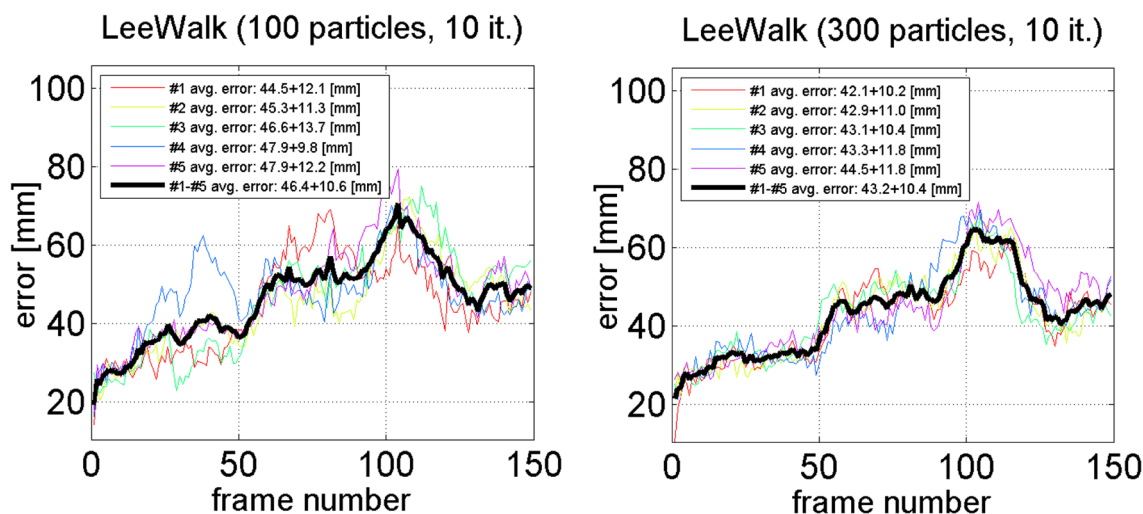 LeeWalk (100 particles, 10 it.)
100
80
60
40
20
error [mm]
#1 avg. error: 44.5+12.1 [mm]
#2 avg. error: 45.3+11.3 [mm]
#3 avg. error: 46.6+13.7 [mm]
#4 avg. error: 47.9+9.8 [mm]
#5 avg. error: 47.9+12.2 [mm]
#1-#5 avg. error: 46.4+10.6 [mm]
0 50 100 150
frame number
LeeWalk (300 particles, 10 it.)
100
80
60
40
20
error [mm]
#1 avg. error: 42.1+10.2 [mm]
#2 avg. error: 42.9+11.0 [mm]
#3 avg. error: 43.1+10.4 [mm]
#4 avg. error: 43.3+11.8 [mm]
#5 avg. error: 44.5+11.8 [mm]
#1-#5 avg. error: 43.2+10.4 [mm]
0 50 100 150
frame number